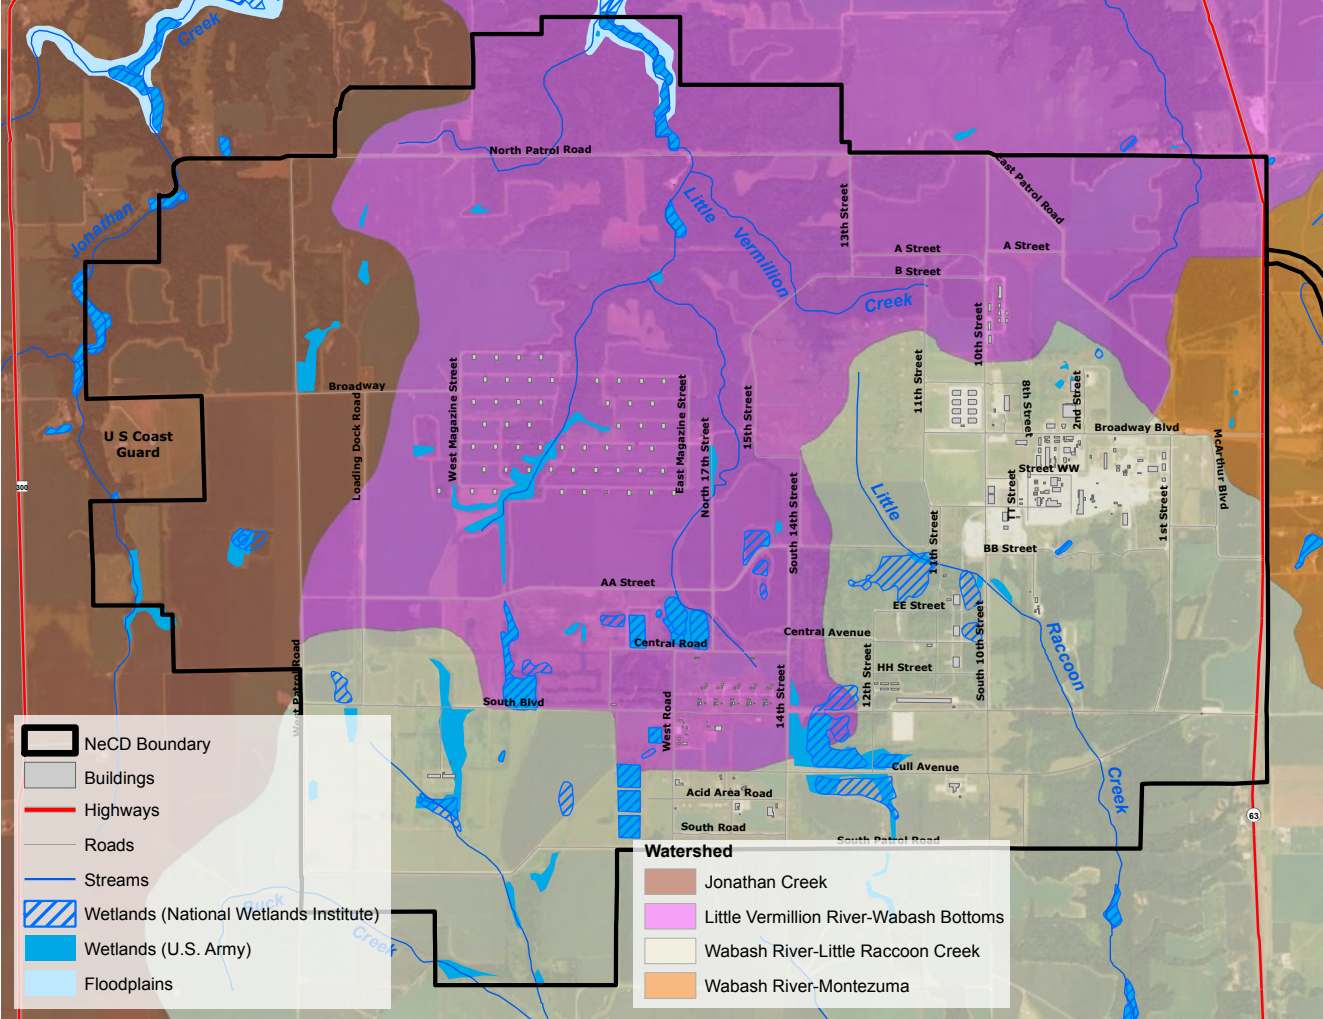 Creek
North Patrol Road
East Patrol Road
Jonathan
Little
Vermillion
Creek
13th Street
A Street
A Street
B Street
10th Street
11th Street
8th Street
2nd Street
Broadway
Loading Dock Road
West Magazine Street
East Magazine Street
North 17th Street
15th Street
Broadway Blvd
McArthur Blvd
U S Coast
Guard
300
Street WW
TT Street
1st Street
South 14th Street
Little
11th Street
BB Street
AA Street
EE Street
Central Road
Central Avenue
HH Street
South 10th Street
12th Street
Raccoon
Creek
West Patrol Road
South Blvd
West Road
14th Street
Cull Avenue
Acid Area Road
South Road
South Patrol Road
63
Buck
Creek
NeCD Boundary
Buildings
Highways
Roads
Streams
Wetlands (National Wetlands Institute)
Wetlands (U.S. Army)
Floodplains
Watershed
Jonathan Creek
Little Vermillion River-Wabash Bottoms
Wabash River-Little Raccoon Creek
Wabash River-Montezuma